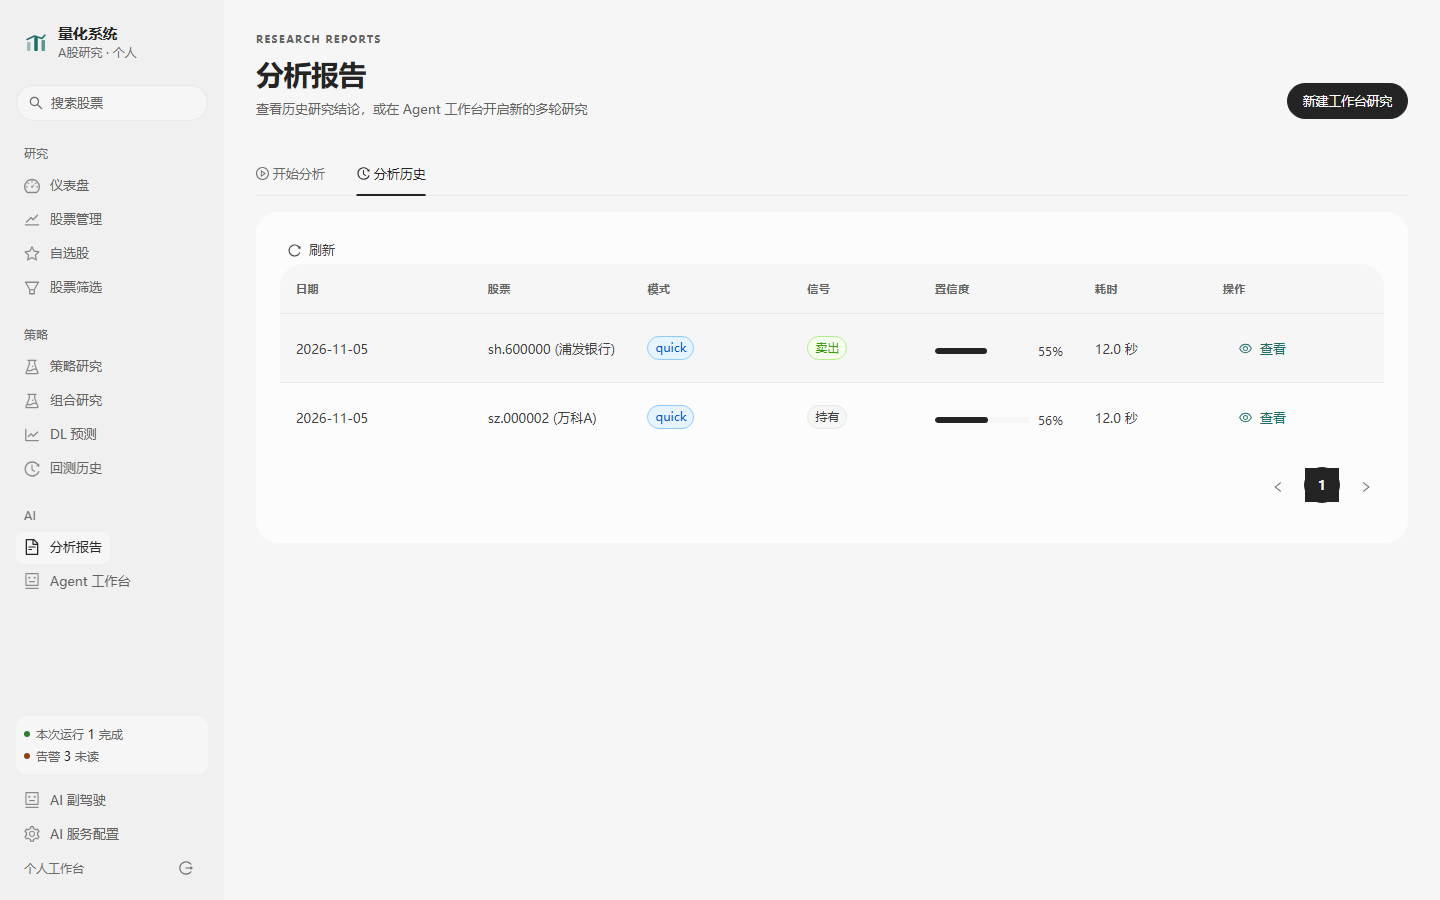 量化系统
A股研究 · 个人
搜索股票
研究
仪表盘
股票管理
自选股
股票筛选
策略
策略研究
组合研究
DL 预测
回测历史
AI
分析报告
Agent 工作台
本次运行 1 完成
告警 3 未读
AI 副驾驶
AI 服务配置
个人工作台
RESEARCH REPORTS
分析报告
查看历史研究结论，或在 Agent 工作台开启新的多轮研究
新建工作台研究
开始分析 分析历史
刷新
日期 股票 模式 信号 置信度 耗时 操作
2026-11-05 sh.600000 (浦发银行) quick 卖出 55% 12.0 秒 查看
2026-11-05 sz.000002 (万科A) quick 持有 56% 12.0 秒 查看
1